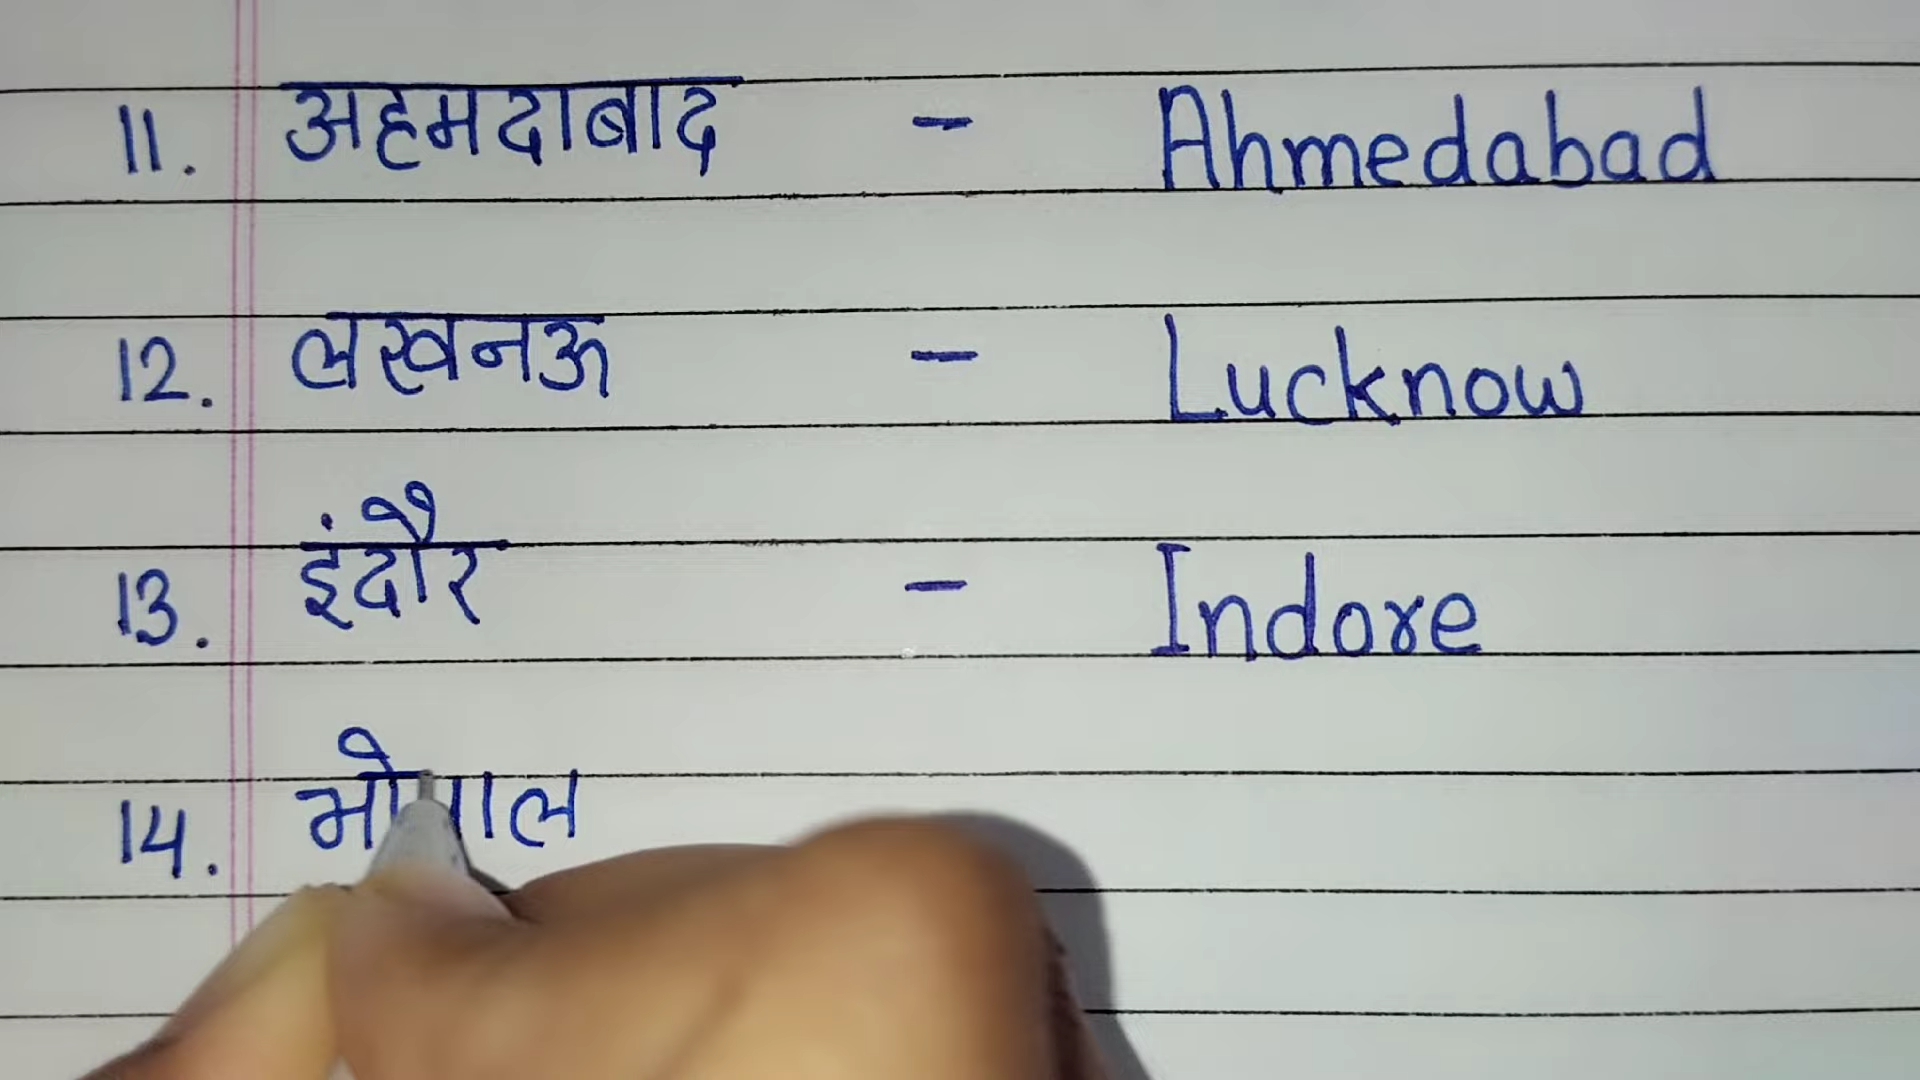 11. अहमदाबाद - Ahmedabad
12. लखनऊ - Lucknow
13. इंदौर - Indore
14. भोपाल